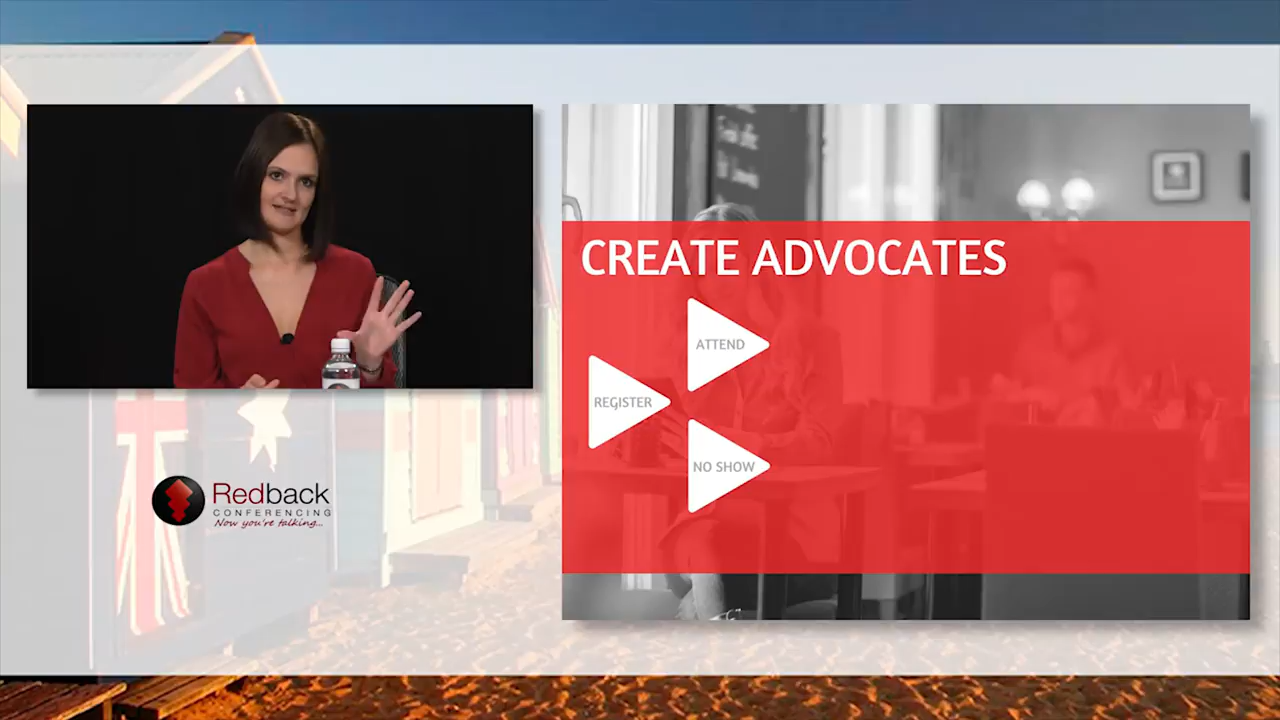 CREATE ADVOCATES
ATTEND
REGISTER
NO SHOW
Redback
CONFERENCING
Now you're talking...